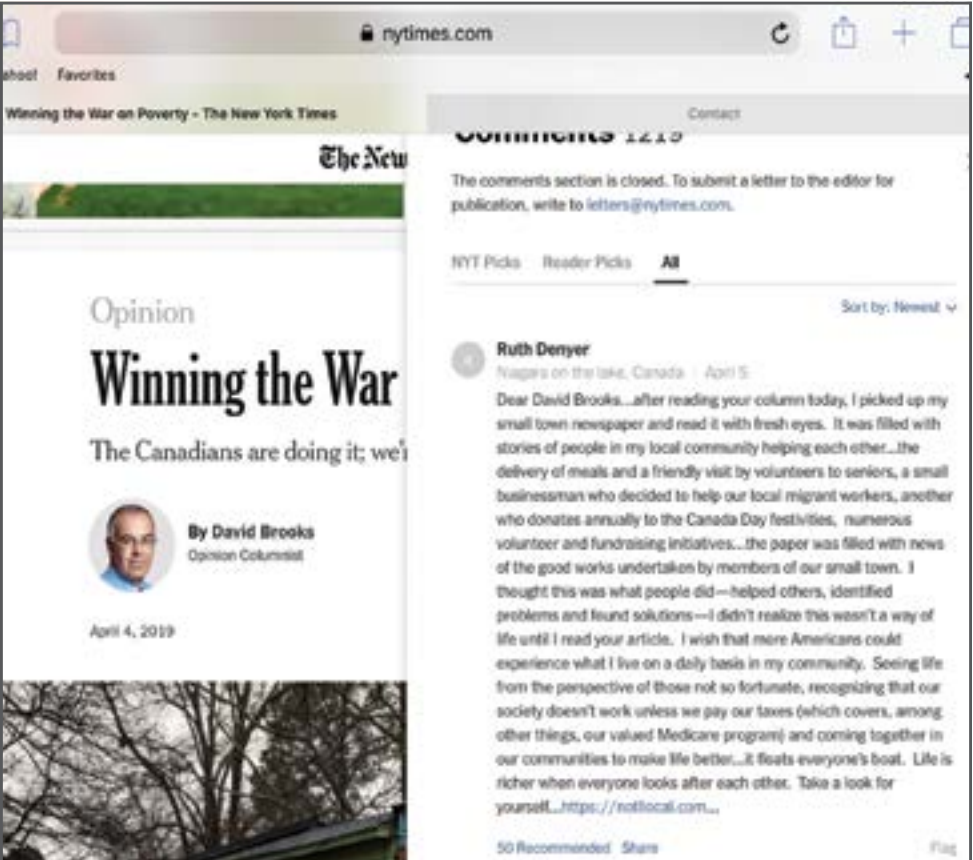 nytimes.com
ahoo! Favorites
Winning the War on Poverty - The New York Times
Contact
The New
Comments 1219
The comments section is closed. To submit a letter to the editor for
publication, write to letters@nytimes.com.
NYT Picks Reader Picks All
Sort by: Newest
Opinion
Winning the War
The Canadians are doing it; we'r
By David Brooks
Opinion Columnist
April 4, 2019
Ruth Denyer
Niagara on the lake, Canada | April 5
Dear David Brooks...after reading your column today, I picked up my
small town newspaper and read it with fresh eyes. It was filled with
stories of people in my local community helping each other...the
delivery of meals and a friendly visit by volunteers to seniors, a small
businessman who decided to help our local migrant workers, another
who donates annually to the Canada Day festivities, numerous
volunteer and fundraising initiatives...the paper was filled with news
of the good works undertaken by members of our small town. I
thought this was what people did—helped others, identified
problems and found solutions—I didn't realize this wasn't a way of
life until I read your article. I wish that more Americans could
experience what I live on a daily basis in my community. Seeing life
from the perspective of those not so fortunate, recognizing that our
society doesn't work unless we pay our taxes (which covers, among
other things, our valued Medicare program) and coming together in
our communities to make life better...it floats everyone's boat. Life is
richer when everyone looks after each other. Take a look for
yourself...https://notllocal.com...
50 Recommended Share Flag